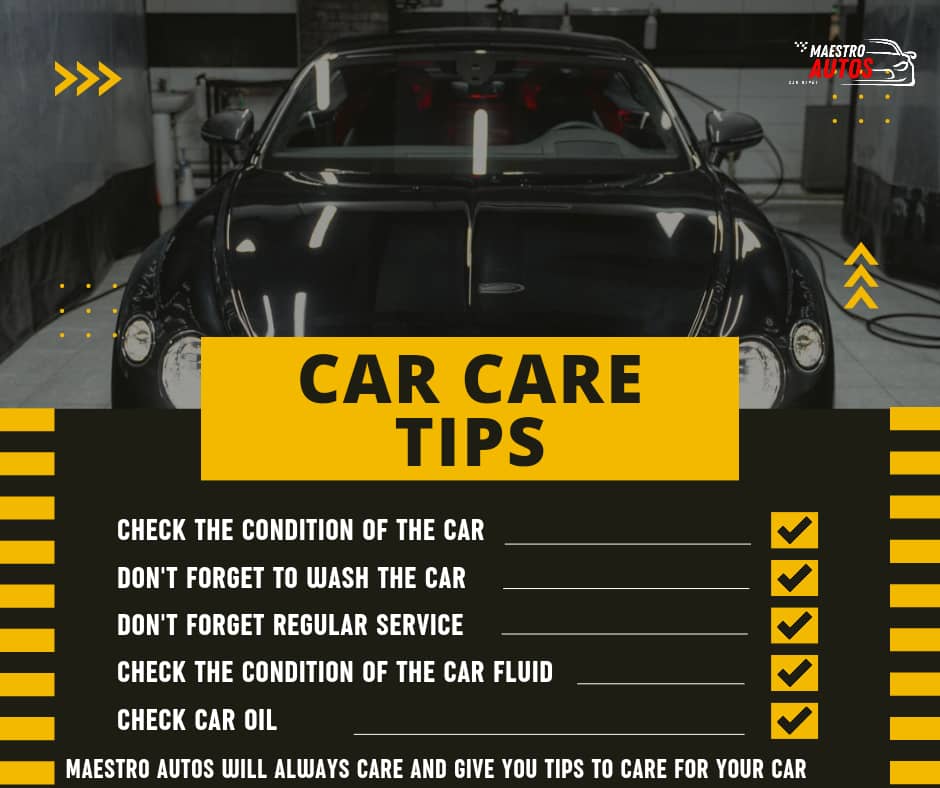 MAESTRO
AUTOS
CAR CARE
TIPS
CHECK THE CONDITION OF THE CAR
DON'T FORGET TO WASH THE CAR
DON'T FORGET REGULAR SERVICE
CHECK THE CONDITION OF THE CAR FLUID
CHECK CAR OIL
MAESTRO AUTOS WILL ALWAYS CARE AND GIVE YOU TIPS TO CARE FOR YOUR CAR